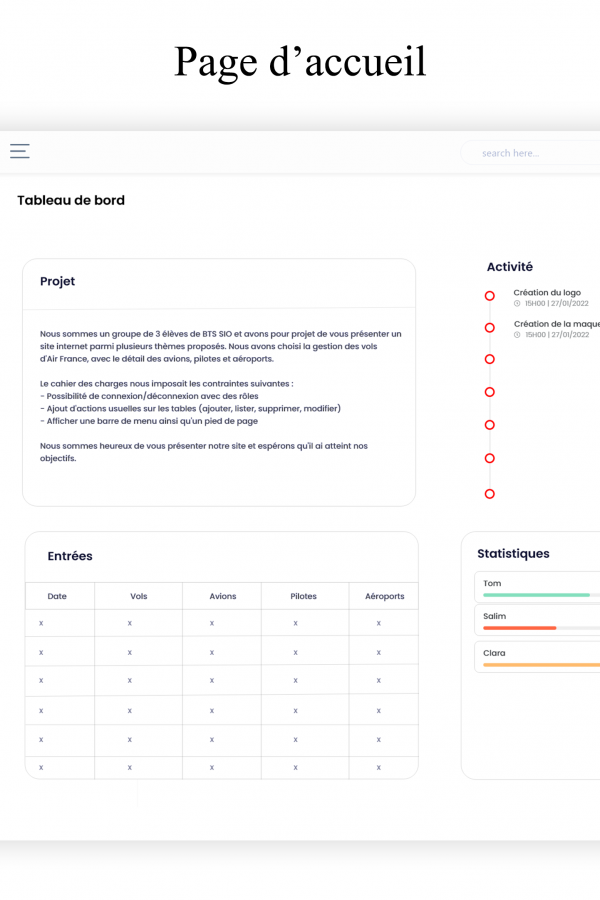 Page d’accueil
search here...
Tableau de bord
Projet
Nous sommes un groupe de 3 élèves de BTS SIO et avons pour projet de vous présenter un
site internet parmi plusieurs thèmes proposés. Nous avons choisi la gestion des vols
d'Air France, avec le détail des avions, pilotes et aéroports.
Le cahier des charges nous imposait les contraintes suivantes :
- Possibilité de connexion/déconnexion avec des rôles
- Ajout d'actions usuelles sur les tables (ajouter, lister, supprimer, modifier)
- Afficher une barre de menu ainsi qu'un pied de page
Nous sommes heureux de vous présenter notre site et espérons qu'il ai atteint nos
objectifs.
Activité
Création du logo
15H00 | 27/01/2022
Création de la maque
15H00 | 27/01/2022
Entrées
Date Vols Avions Pilotes Aéroports
x x x x x
x x x x x
x x x x x
x x x x x
x x x x x
x x x x x
Statistiques
Tom
Salim
Clara